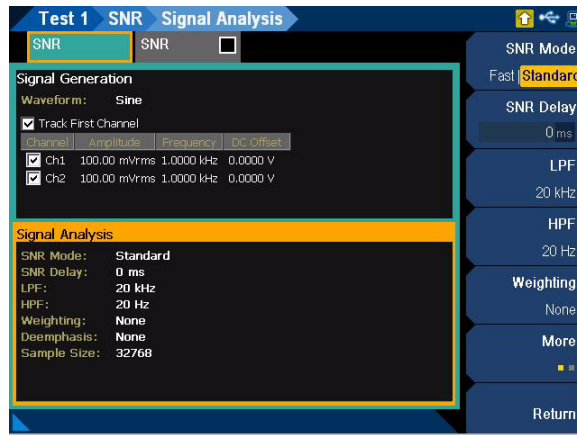 Test 1 SNR Signal Analysis
SNR SNR
Signal Generation
Waveform: Sine
Track First Channel
Channel Amplitude Frequency DC Offset
Ch1 100.00 mVrms 1.0000 kHz 0.0000 V
Ch2 100.00 mVrms 1.0000 kHz 0.0000 V
Signal Analysis
SNR Mode: Standard
SNR Delay: 0 ms
LPF: 20 kHz
HPF: 20 Hz
Weighting: None
Deemphasis: None
Sample Size: 32768
SNR Mode
Fast Standard
SNR Delay
0 ms
LPF
20 kHz
HPF
20 Hz
Weighting
None
More
Return